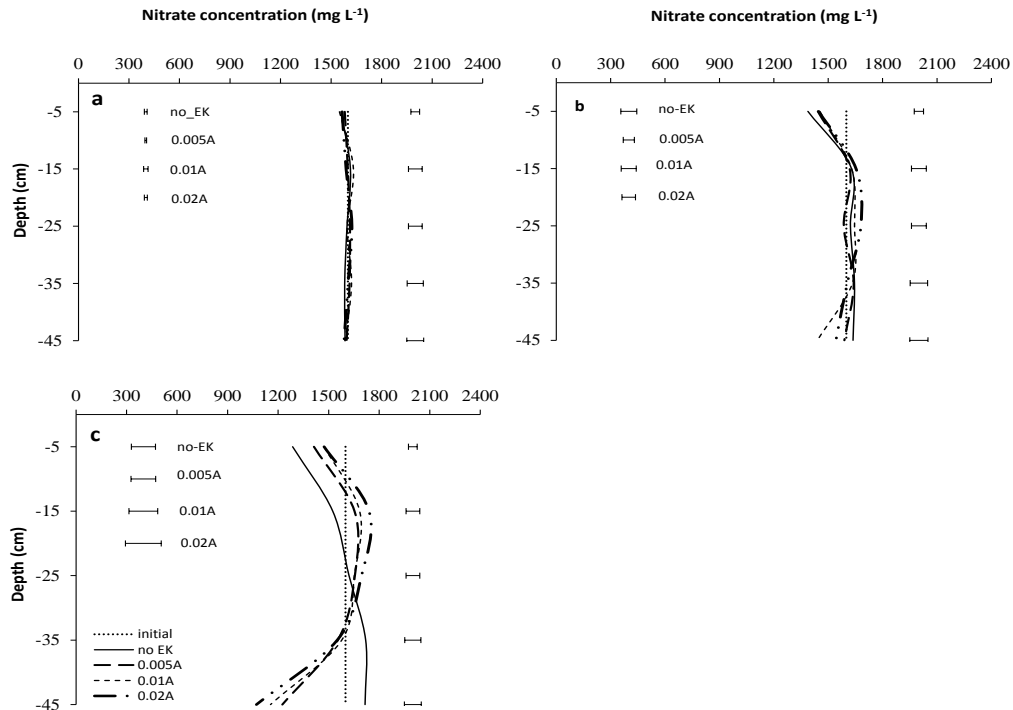 Nitrate concentration (mg L-1)
0 300 600 900 1200 1500 1800 2100 2400
a
no_EK
0.005A
0.01A
0.02A
-5
-15
-25
-35
-45
Depth (cm)
Nitrate concentration (mg L-1)
0 300 600 900 1200 1500 1800 2100 2400
b
no-EK
0.005A
0.01A
0.02A
-5
-15
-25
-35
-45
0 300 600 900 1200 1500 1800 2100 2400
c
no-EK
0.005A
0.01A
0.02A
-5
-15
-25
-35
-45
Depth (cm)
initial
no EK
0.005A
0.01A
0.02A